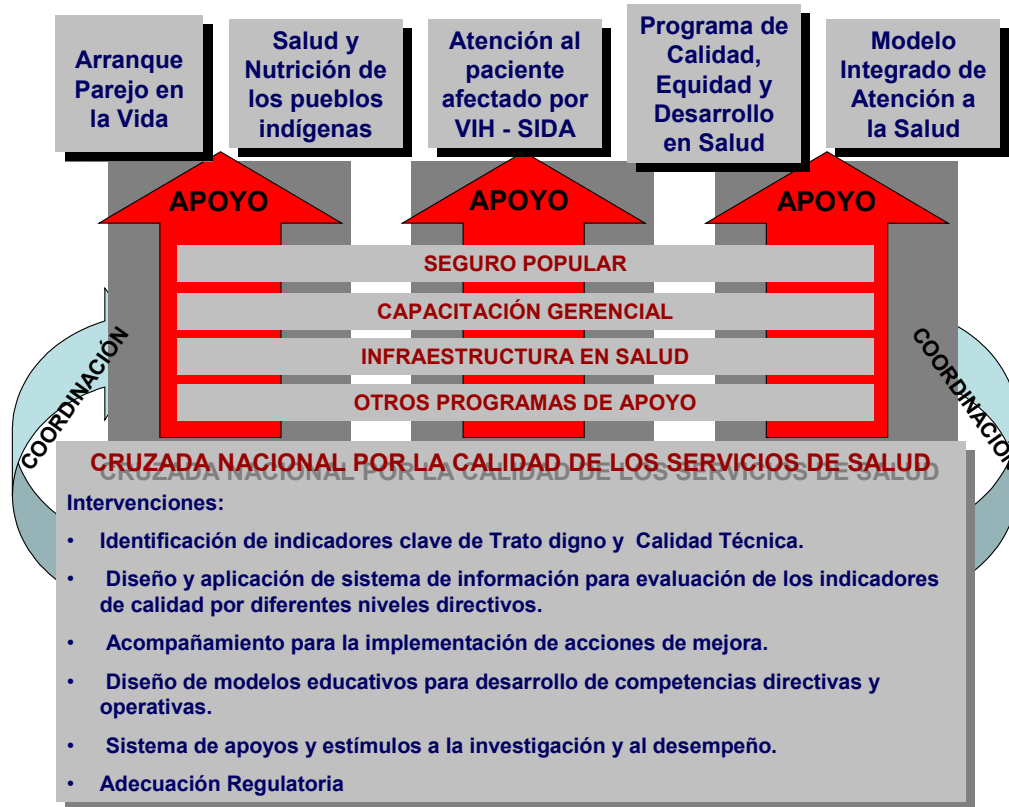 Arranque
Parejo en
la Vida
Salud y
Nutrición de
los pueblos
indígenas
Atención al
paciente
afectado por
VIH - SIDA
Programa de
Calidad,
Equidad y
Desarrollo
en Salud
Modelo
Integrado de
Atención a
la Salud
APOYO
APOYO
APOYO
SEGURO POPULAR
CAPACITACIÓN GERENCIAL
INFRAESTRUCTURA EN SALUD
OTROS PROGRAMAS DE APOYO
COORDINACIÓN
COORDINACIÓN
CRUZADA NACIONAL POR LA CALIDAD DE LOS SERVICIOS DE SALUD
Intervenciones:
• Identificación de indicadores clave de Trato digno y Calidad Técnica.
• Diseño y aplicación de sistema de información para evaluación de los indicadores
de calidad por diferentes niveles directivos.
• Acompañamiento para la implementación de acciones de mejora.
• Diseño de modelos educativos para desarrollo de competencias directivas y
operativas.
• Sistema de apoyos y estímulos a la investigación y al desempeño.
• Adecuación Regulatoria